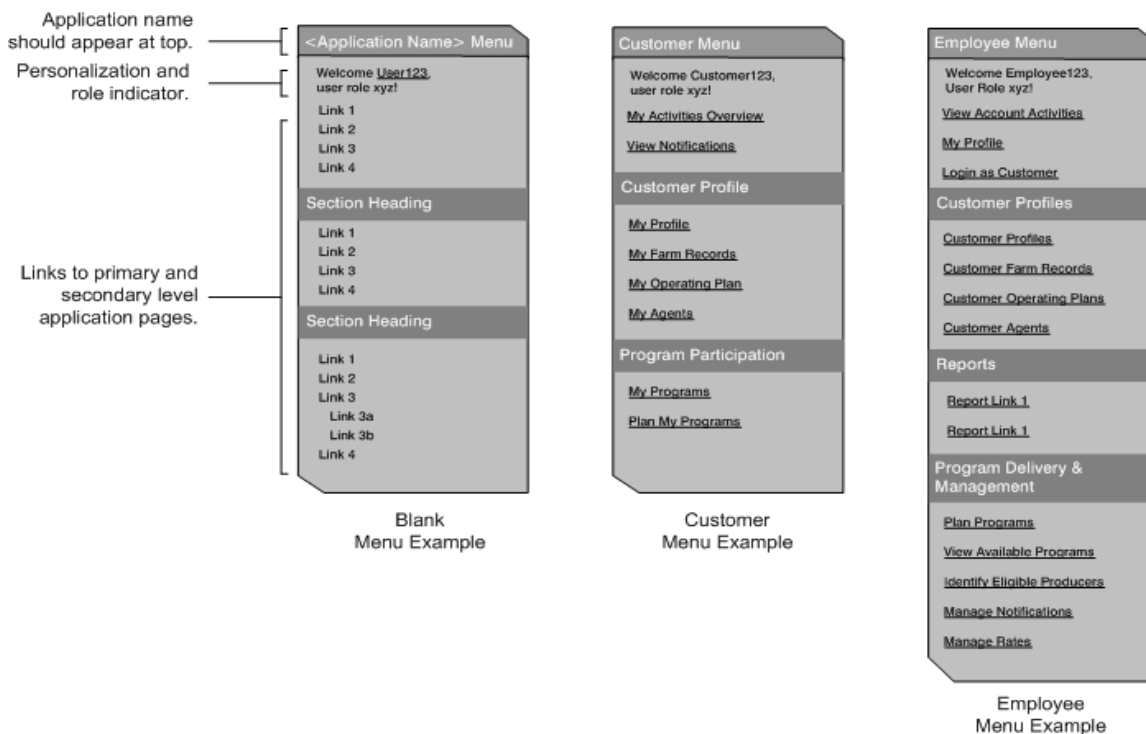 Application name
should appear at top.
Personalization and
role indicator.
Links to primary and
secondary level
application pages.
<Application Name> Menu
Welcome User123,
user role xyz!
Link 1
Link 2
Link 3
Link 4
Section Heading
Link 1
Link 2
Link 3
Link 4
Section Heading
Link 1
Link 2
Link 3
Link 3a
Link 3b
Link 4
Blank
Menu Example
Customer Menu
Welcome Customer123,
user role xyz!
My Activities Overview
View Notifications
Customer Profile
My Profile
My Farm Records
My Operating Plan
My Agents
Program Participation
My Programs
Plan My Programs
Customer
Menu Example
Employee Menu
Welcome Employee123,
User Role xyz!
View Account Activities
My Profile
Login as Customer
Customer Profiles
Customer Profiles
Customer Farm Records
Customer Operating Plans
Customer Agents
Reports
Report Link 1
Report Link 1
Program Delivery &
Management
Plan Programs
View Available Programs
Identify Eligible Producers
Manage Notifications
Manage Rates
Employee
Menu Example